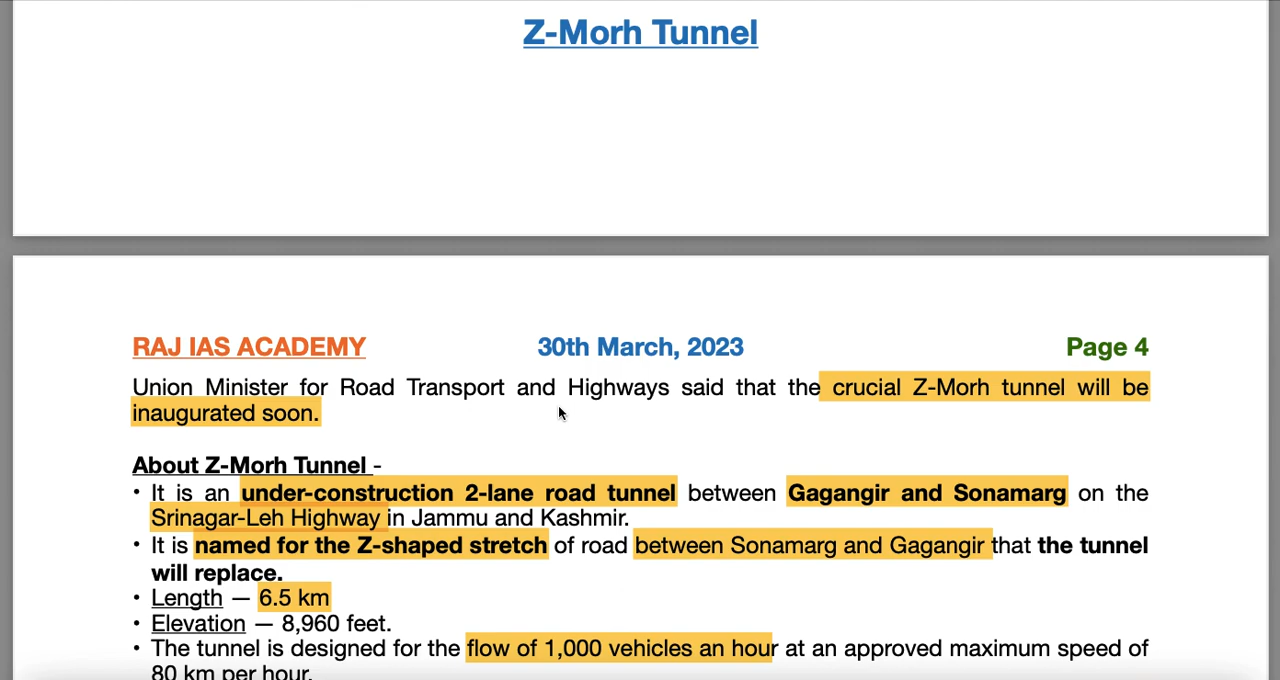 Z-Morh Tunnel
RAJ IAS ACADEMY 30th March, 2023 Page 4
Union Minister for Road Transport and Highways said that the crucial Z-Morh tunnel will be
inaugurated soon.
About Z-Morh Tunnel -
• It is an under-construction 2-lane road tunnel between Gagangir and Sonamarg on the
Srinagar-Leh Highway in Jammu and Kashmir.
• It is named for the Z-shaped stretch of road between Sonamarg and Gagangir that the tunnel
will replace.
• Length — 6.5 km
• Elevation — 8,960 feet.
• The tunnel is designed for the flow of 1,000 vehicles an hour at an approved maximum speed of
80 km per hour.